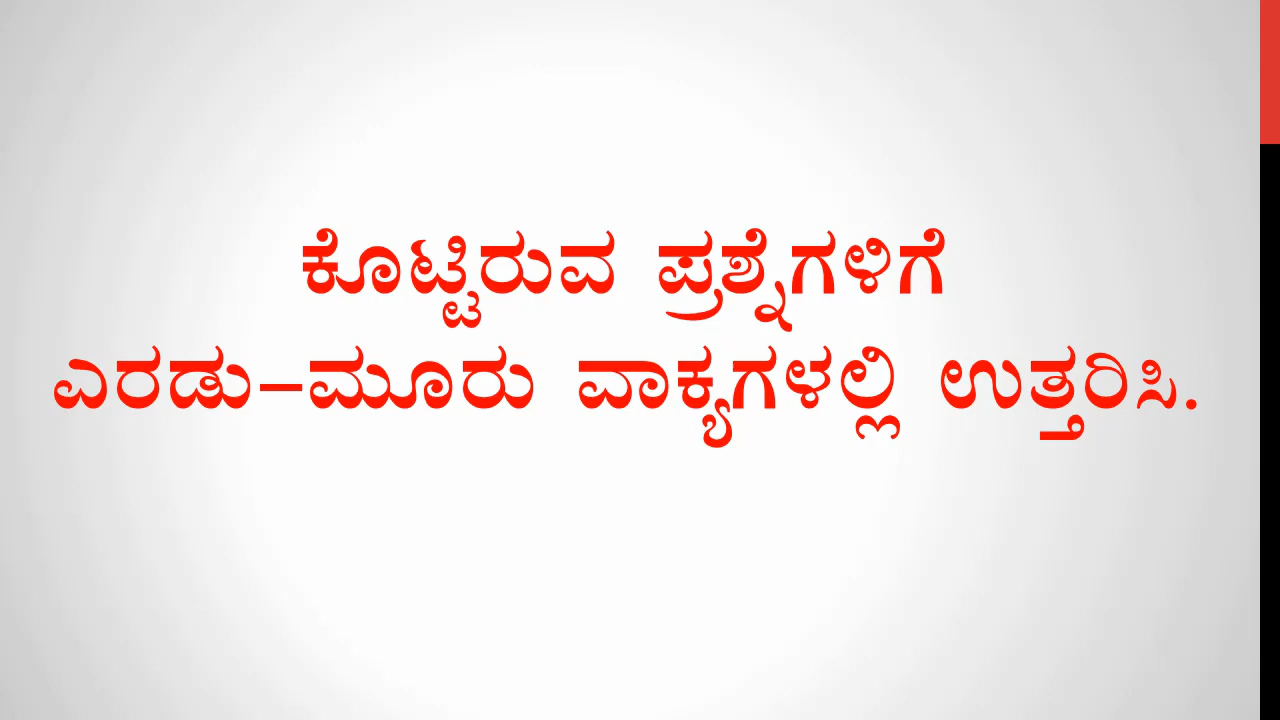 ಕೊಟ್ಟಿರುವ ಪ್ರಶ್ನೆಗಳಿಗೆ
ಎರಡು–ಮೂರು ವಾಕ್ಯಗಳಲ್ಲಿ ಉತ್ತರಿಸಿ.